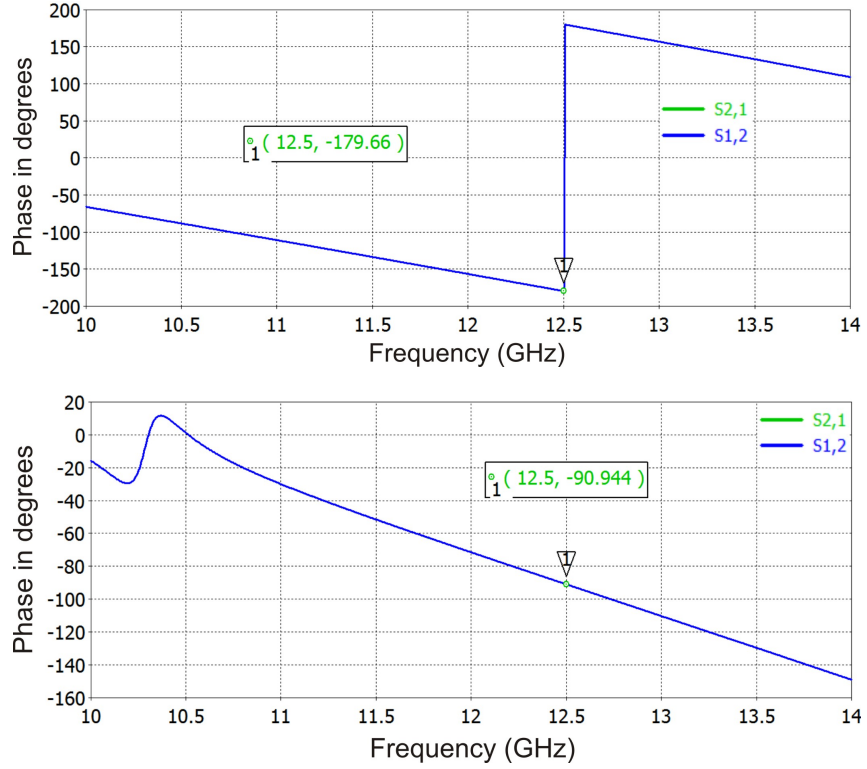 200
150
100
50
0
-50
-100
-150
-200
Phase in degrees
1 ( 12.5, -179.66 )
S2,1
S1,2
1
10 10.5 11 11.5 12 12.5 13 13.5 14
Frequency (GHz)
20
0
-20
-40
-60
-80
-100
-120
-140
-160
Phase in degrees
S2,1
S1,2
1 ( 12.5, -90.944 )
1
10 10.5 11 11.5 12 12.5 13 13.5 14
Frequency (GHz)